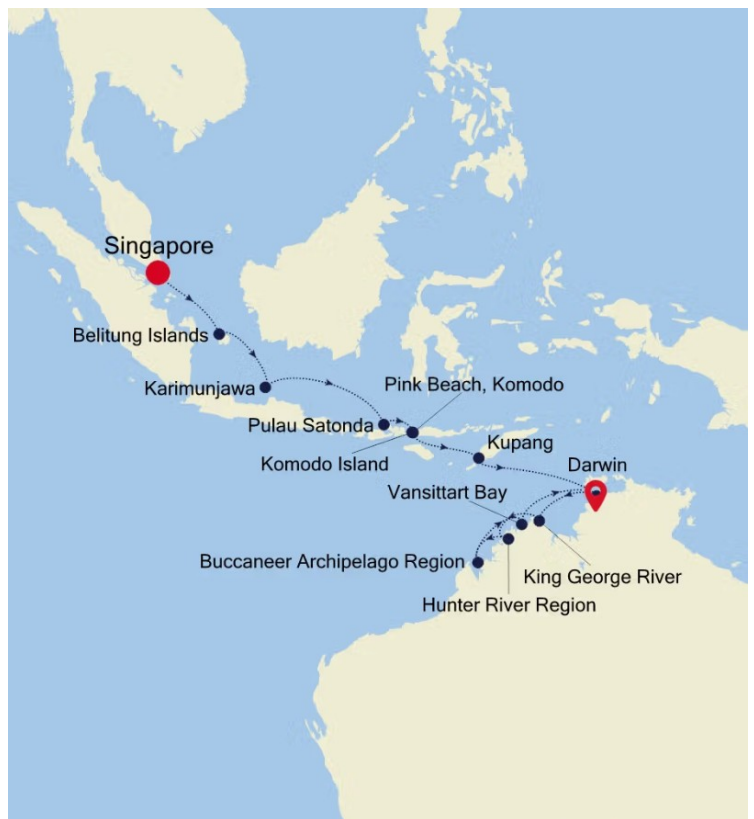 Singapore
Belitung Islands
Karimunjawa
Pink Beach, Komodo
Pulau Satonda
Kupang
Komodo Island
Darwin
Vansittart Bay
Buccaneer Archipelago Region
King George River
Hunter River Region